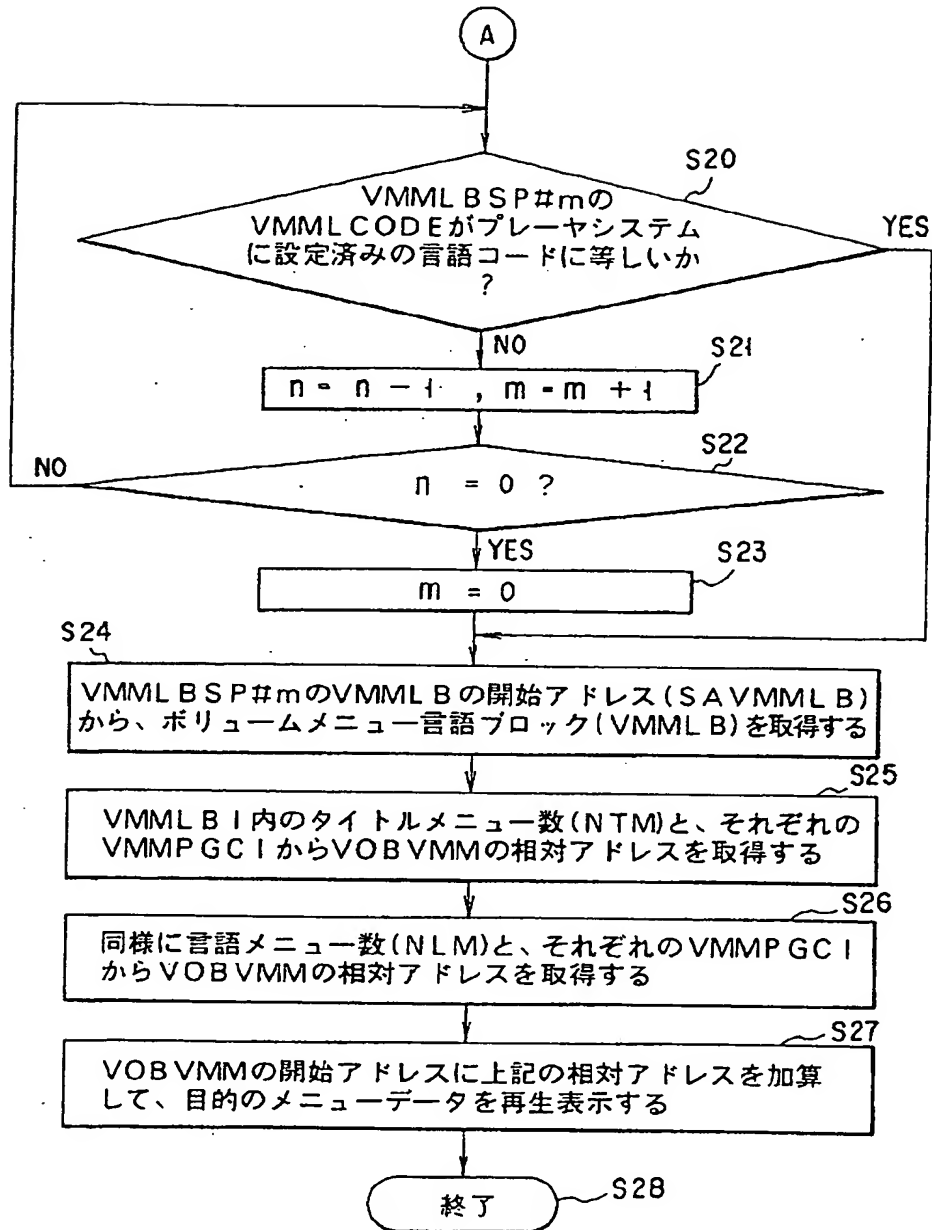 A
S20
VMMLBSP#mの
VMMLCODEがプレーヤシステム
に設定済みの言語コードに等しいか
?
YES
NO
S21
n = n - 1 , m = m + 1
S22
NO
n = 0 ?
YES
S23
m = 0
S24
VMMLBSP#mのVMMLBの開始アドレス(SAVMMLB)
から、ボリュームメニュー言語ブロック(VMMLB)を取得する
S25
VMMLBI内のタイトルメニュー数(NTM)と、それぞれの
VMMPGCIからVOBVMMの相対アドレスを取得する
S26
同様に言語メニュー数(NLM)と、それぞれのVMMPGCI
からVOBVMMの相対アドレスを取得する
S27
VOBVMMの開始アドレスに上記の相対アドレスを加算
して、目的のメニューデータを再生表示する
終了
S28